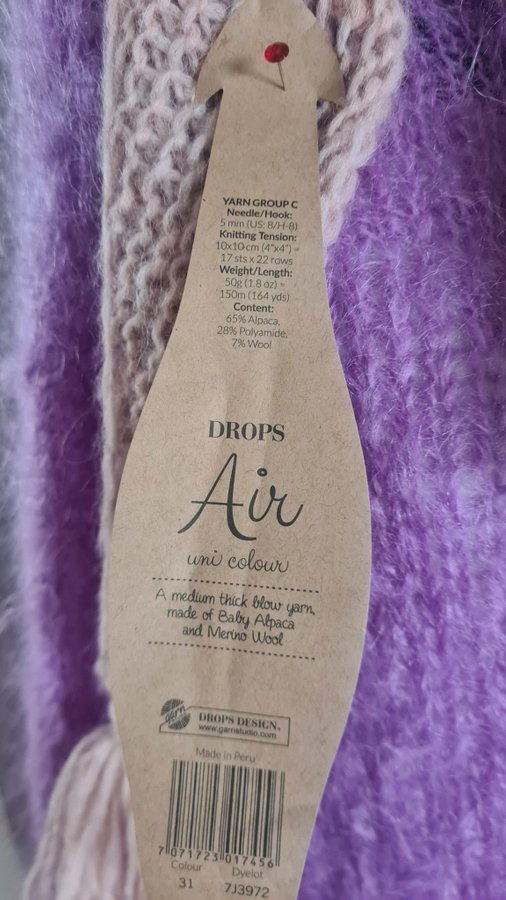 YARN GROUP C
Needle/Hook:
5 mm (US: 8/H-8)
Knitting Tension:
10x10 cm (4"x4") =
17 sts x 22 rows
Weight/Length:
50g (1.8 oz) =
150m (164 yds)
Content:
65% Alpaca,
28% Polyamide,
7% Wool
DROPS
Air
uni colour
A medium thick blow yarn,
made of Baby Alpaca
and Merino Wool
garn
DROPS DESIGN®
www.garnstudio.com
Made in Peru
7 071723 017456
Colour Dyelot
31 7J3972